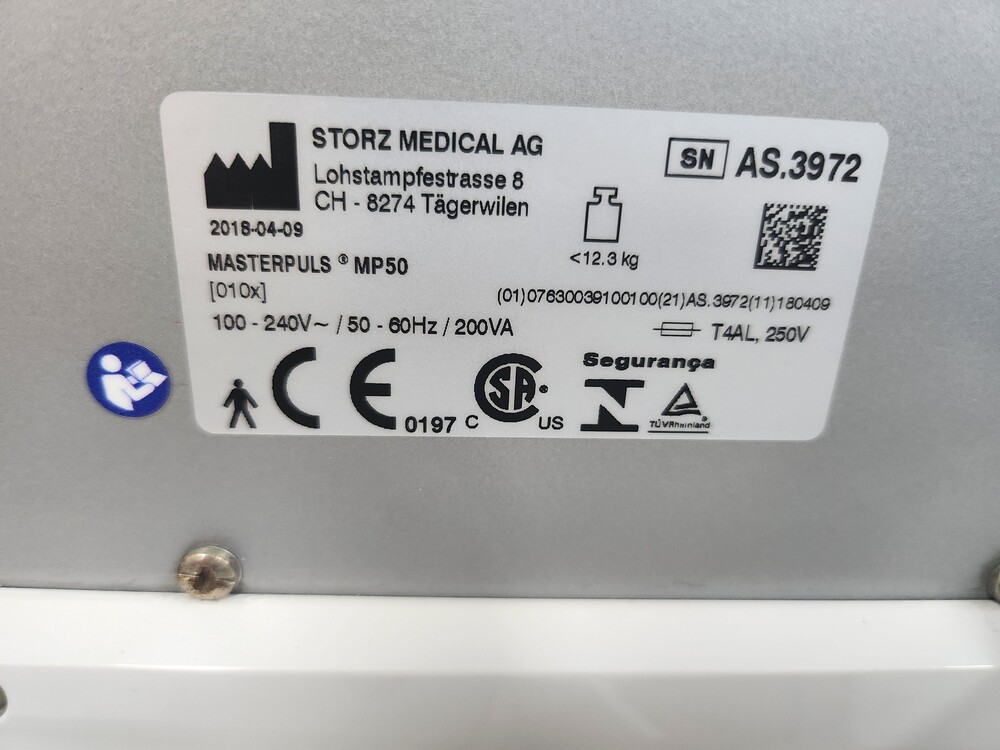 STORZ MEDICAL AG
Lohstampfestrasse 8
CH - 8274 Tägerwilen
2018-04-09
SN AS.3972
<12.3 kg
MASTERPULS ® MP50
[010x]
(01)07630039100100(21)AS.3972(11)180409
100 - 240V~ / 50 - 60Hz / 200VA
T4AL, 250V
CE 0197
C SA ® US
Segurança
TÜVRheinland ®